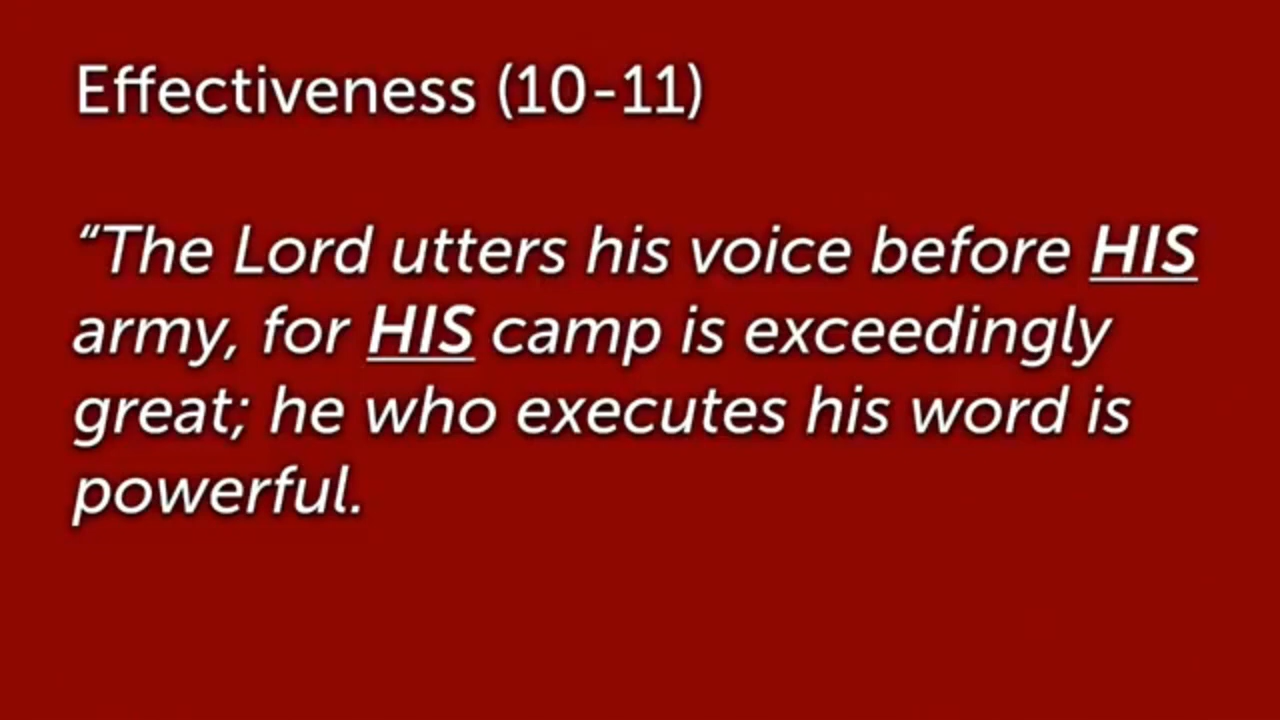 Effectiveness (10-11)
“The Lord utters his voice before HIS
army, for HIS camp is exceedingly
great; he who executes his word is
powerful.